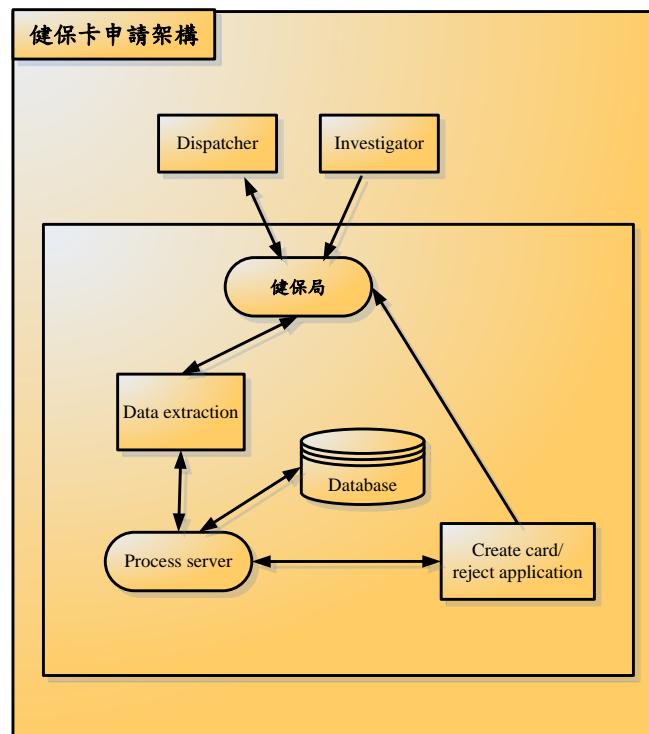 健保卡申請架構
Dispatcher
Investigator
健保局
Data extraction
Database
Process server
Create card/
reject application